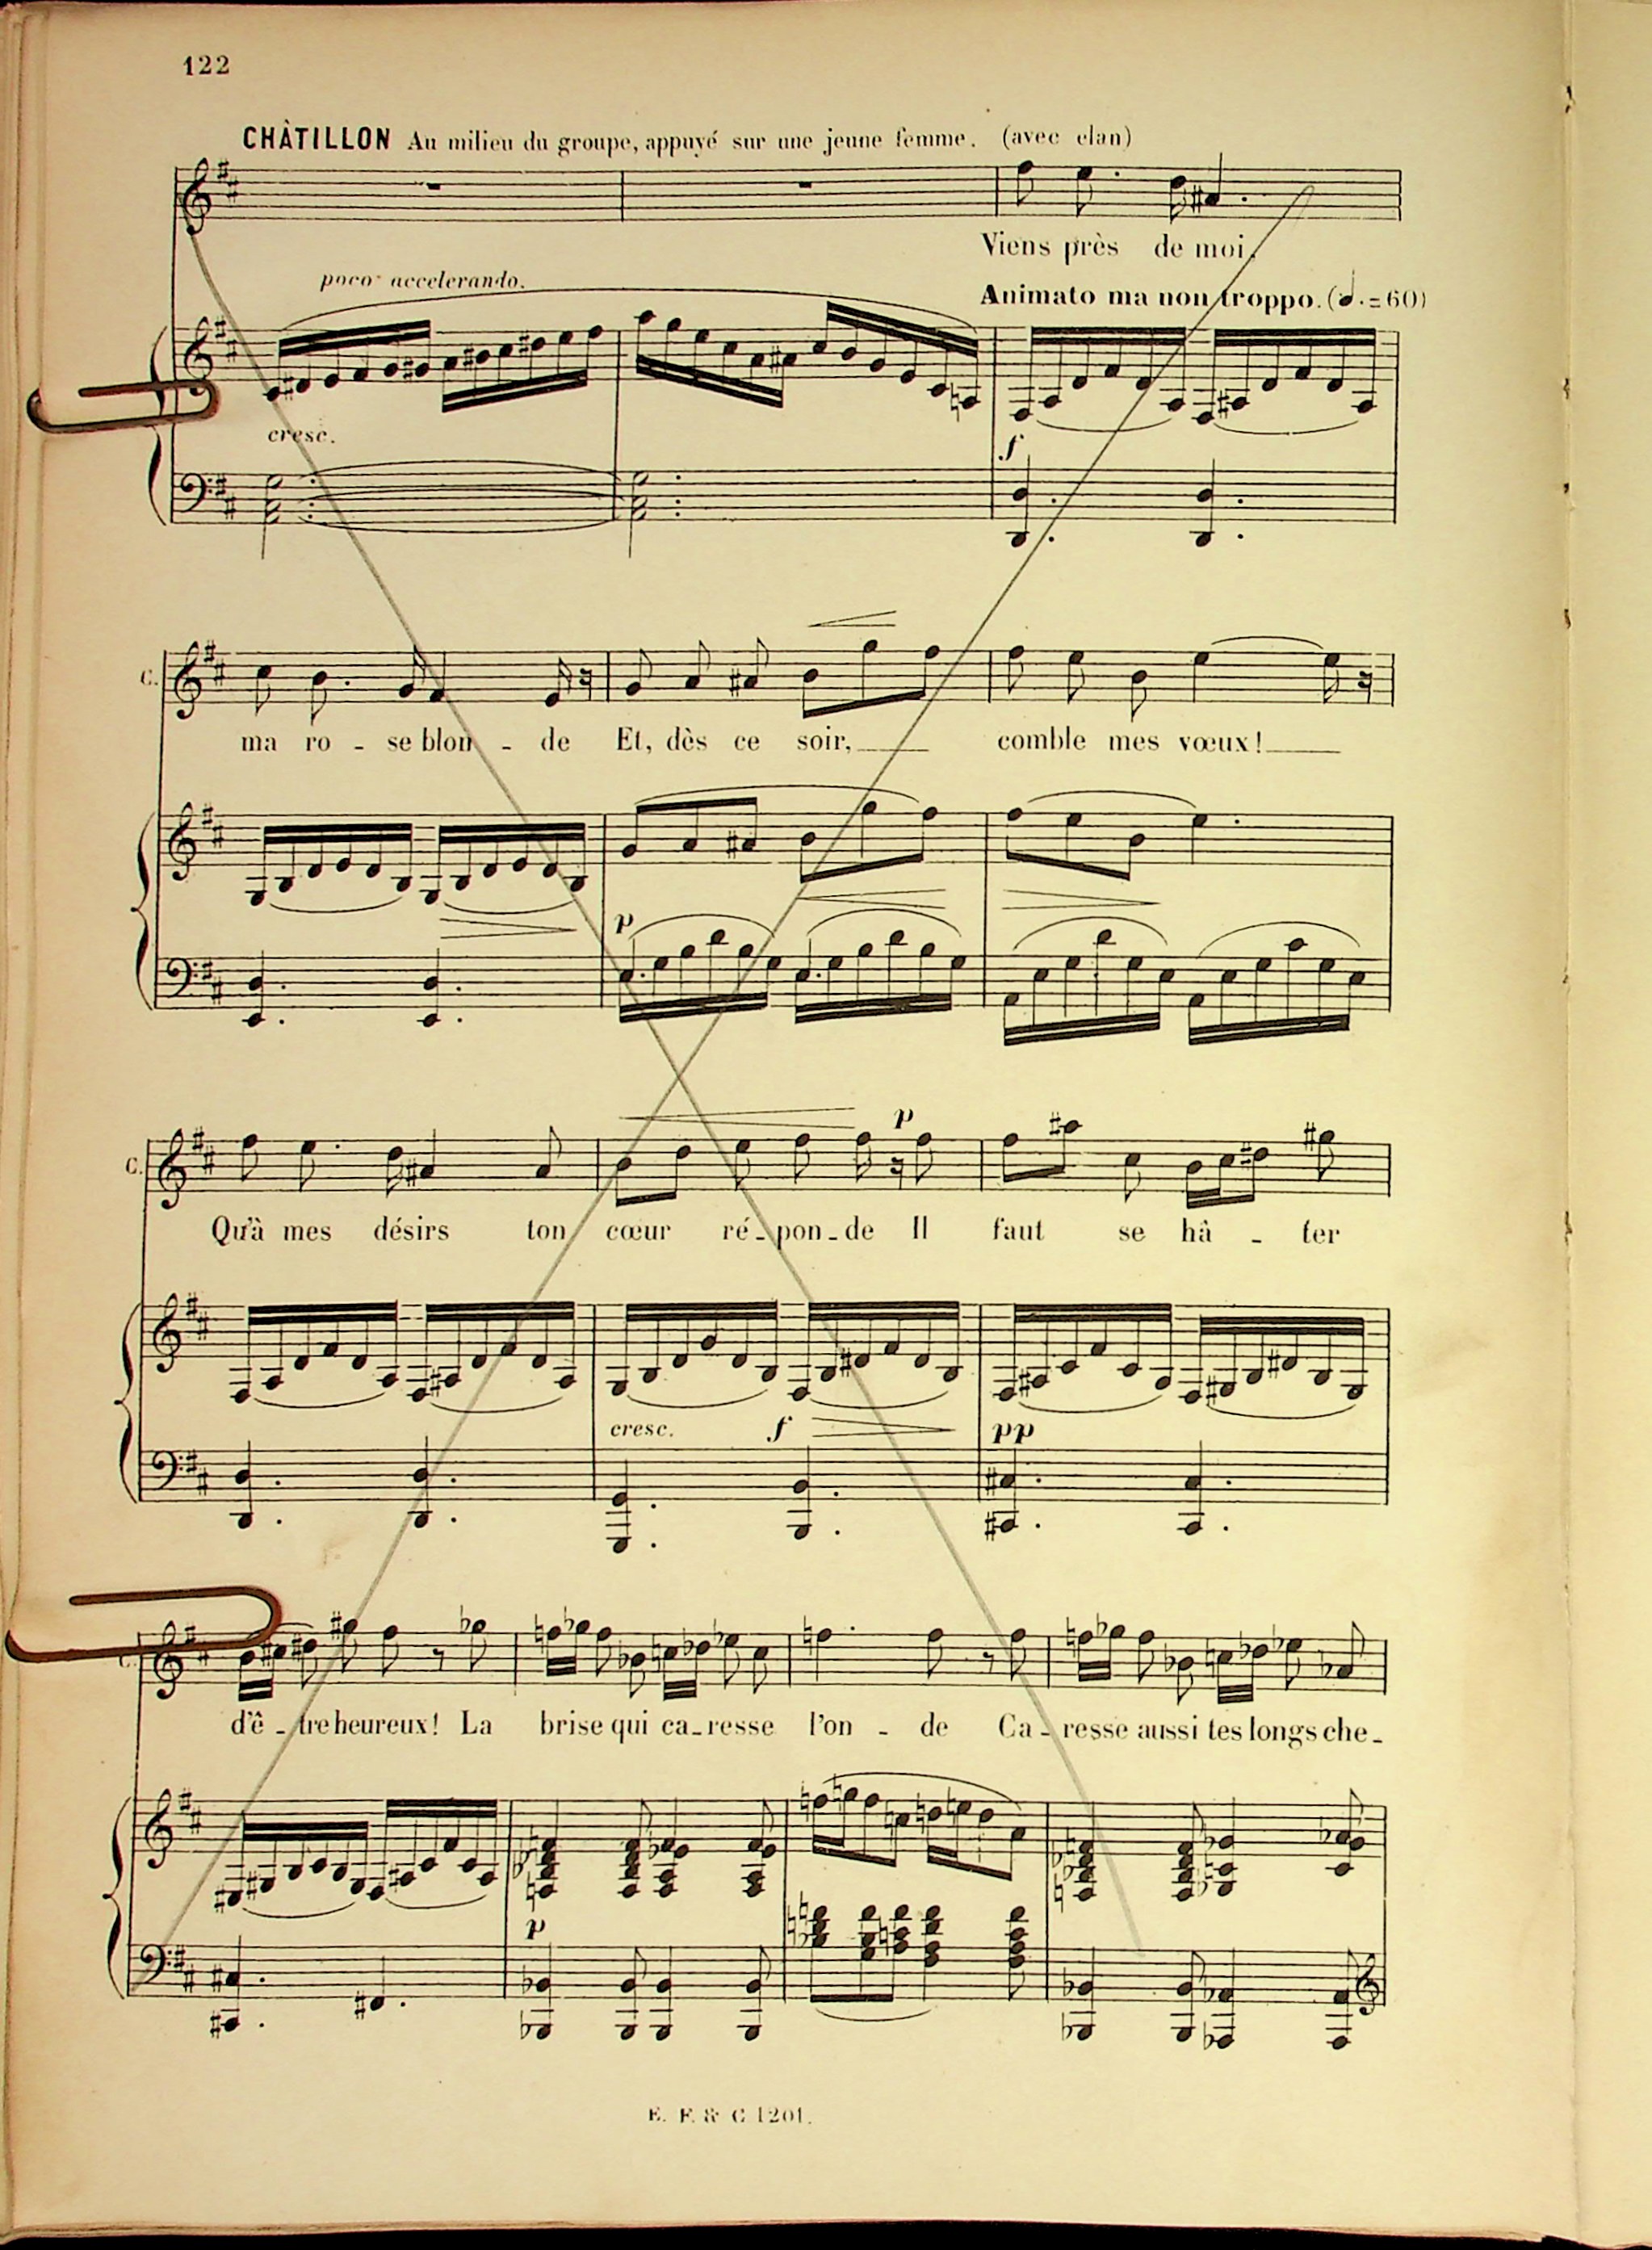 122
CHÂTILLON Au milieu du groupe, appuyé sur une jeune femme. (avec elan)
Viens près de moi,
poco accelerando.
Animato ma non troppo. (♩. = 60)
cresc.
f
C.
ma ro - se blon - de Et, dès ce soir, comble mes vœux!
p
C.
p
Qu'à mes désirs ton cœur ré - pon - de Il faut se hâ - ter
cresc. f pp
d'ê - tre heureux! La brise qui ca - resse l'on - de Ca - resse aussi tes longs che -
p
E. F. & C. 1201.